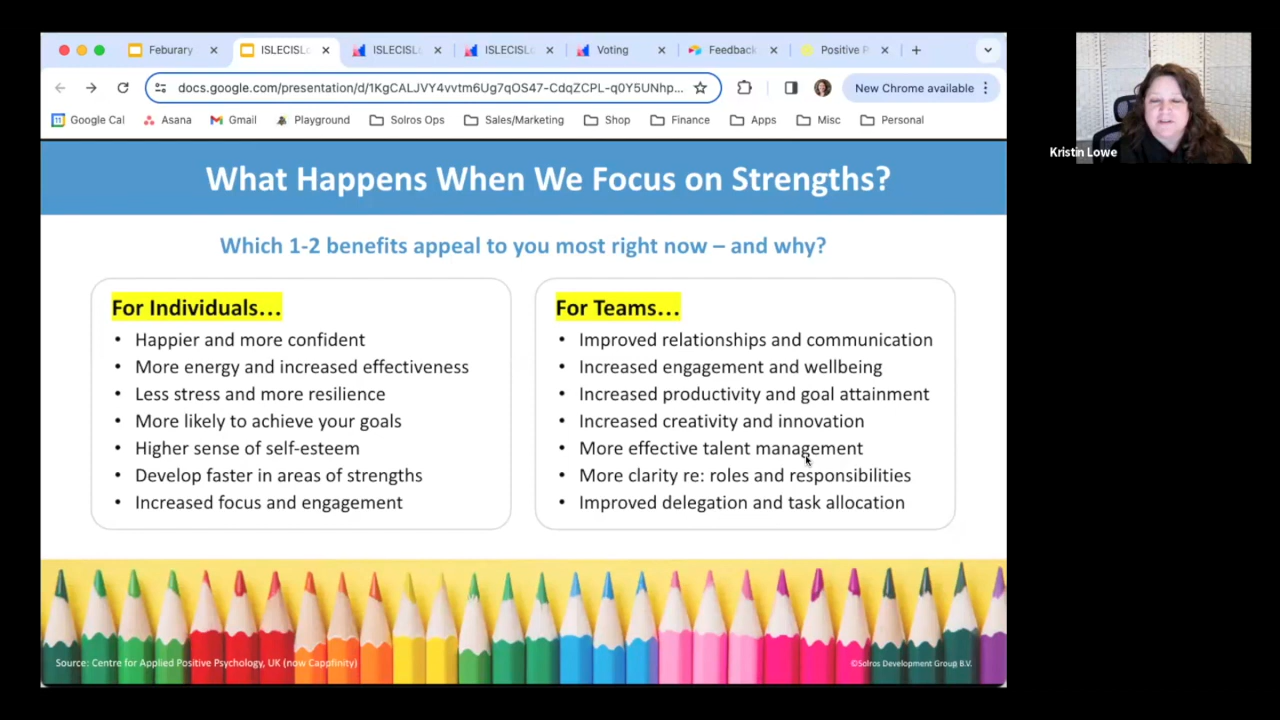 Feburary
ISLECISLo
ISLECISLo
ISLECISLo
Voting
Feedback
Positive P
docs.google.com/presentation/d/1KgCALJVY4vvtm6Ug7qOS47-CdqZCPL-q0Y5UNhp...
New Chrome available
Google Cal
Asana
Gmail
Playground
Solros Ops
Sales/Marketing
Shop
Finance
Apps
Misc
Personal
Kristin Lowe
What Happens When We Focus on Strengths?
Which 1-2 benefits appeal to you most right now – and why?
For Individuals…
• Happier and more confident
• More energy and increased effectiveness
• Less stress and more resilience
• More likely to achieve your goals
• Higher sense of self-esteem
• Develop faster in areas of strengths
• Increased focus and engagement
For Teams…
• Improved relationships and communication
• Increased engagement and wellbeing
• Increased productivity and goal attainment
• Increased creativity and innovation
• More effective talent management
• More clarity re: roles and responsibilities
• Improved delegation and task allocation
Source: Centre for Applied Positive Psychology, UK (now Cappfinity)
©Solros Development Group B.V.